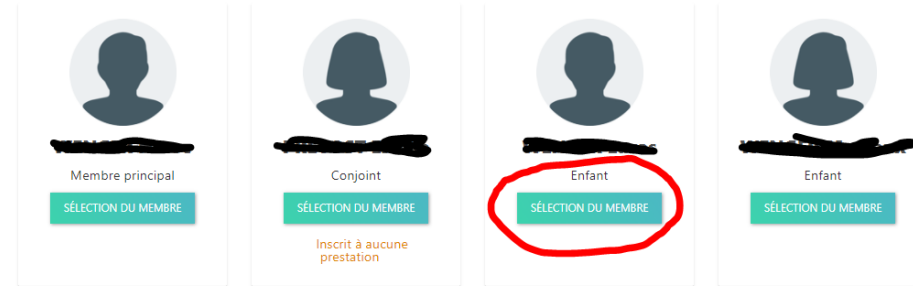 Membre principal
SÉLECTION DU MEMBRE
Conjoint
SÉLECTION DU MEMBRE
Inscrit à aucune
prestation
Enfant
SÉLECTION DU MEMBRE
Enfant
SÉLECTION DU MEMBRE